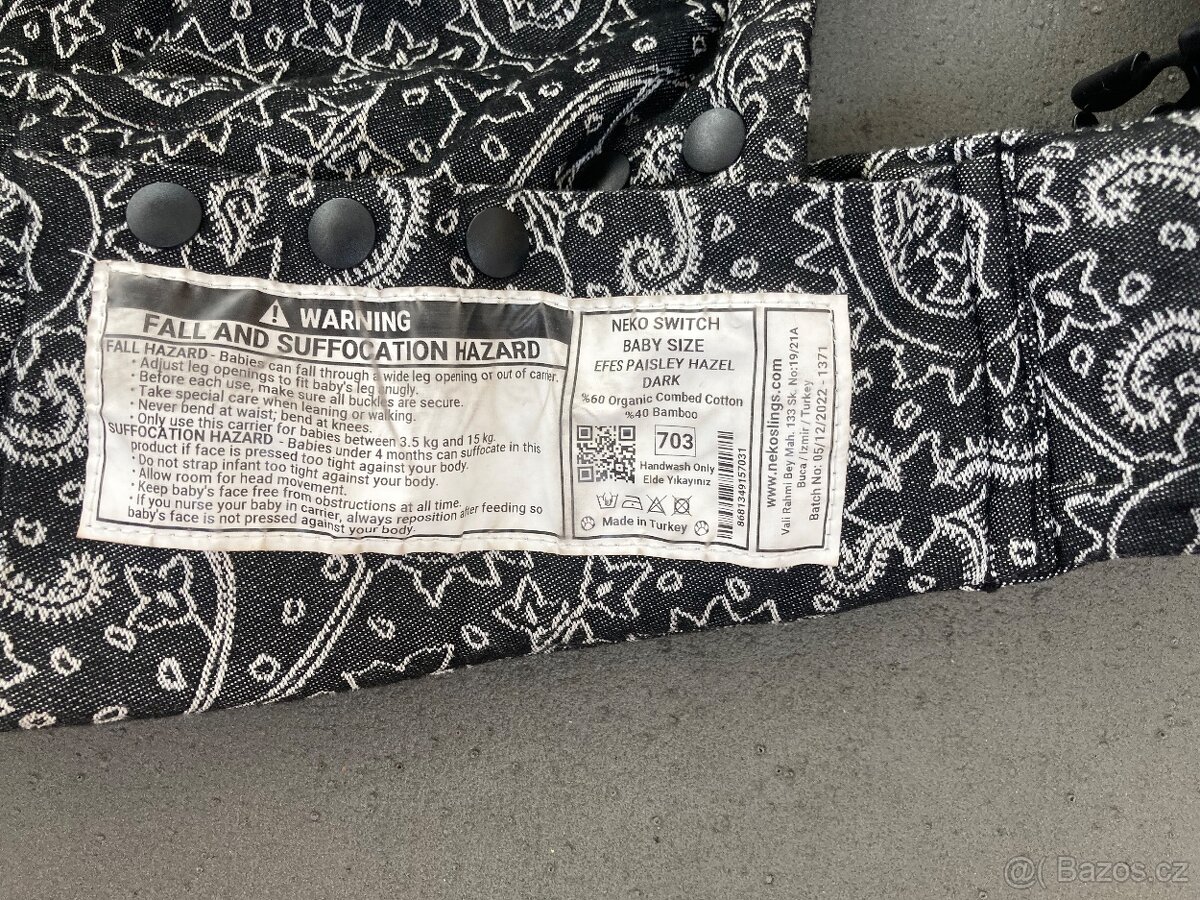 ⚠ WARNING
FALL AND SUFFOCATION HAZARD
FALL HAZARD - Babies can fall through a wide leg opening or out of carrier.
· Adjust leg openings to fit baby's leg snugly.
· Before each use, make sure all buckles are secure.
· Take special care when leaning or walking.
· Never bend at waist; bend at knees.
· Only use this carrier for babies between 3.5 kg and 15 kg.
SUFFOCATION HAZARD - Babies under 4 months can suffocate in this
product if face is pressed too tight against your body.
· Do not strap infant too tight against your body.
· Allow room for head movement.
· Keep baby's face free from obstructions at all time.
· If you nurse your baby in carrier, always reposition after feeding so
baby's face is not pressed against your body.
NEKO SWITCH
BABY SIZE
EFES PAISLEY HAZEL
DARK
%60 Organic Combed Cotton
%40 Bamboo
703
Handwash Only
Elde Yıkayınız
Made in Turkey
8681349157031
www.nekoslings.com
Vali Rahmi Bey Mah. 133 Sk. No:19/21A
Buca / Izmir / Turkey
Batch No: 05/12/2022 - 1371
@( Bazos.cz